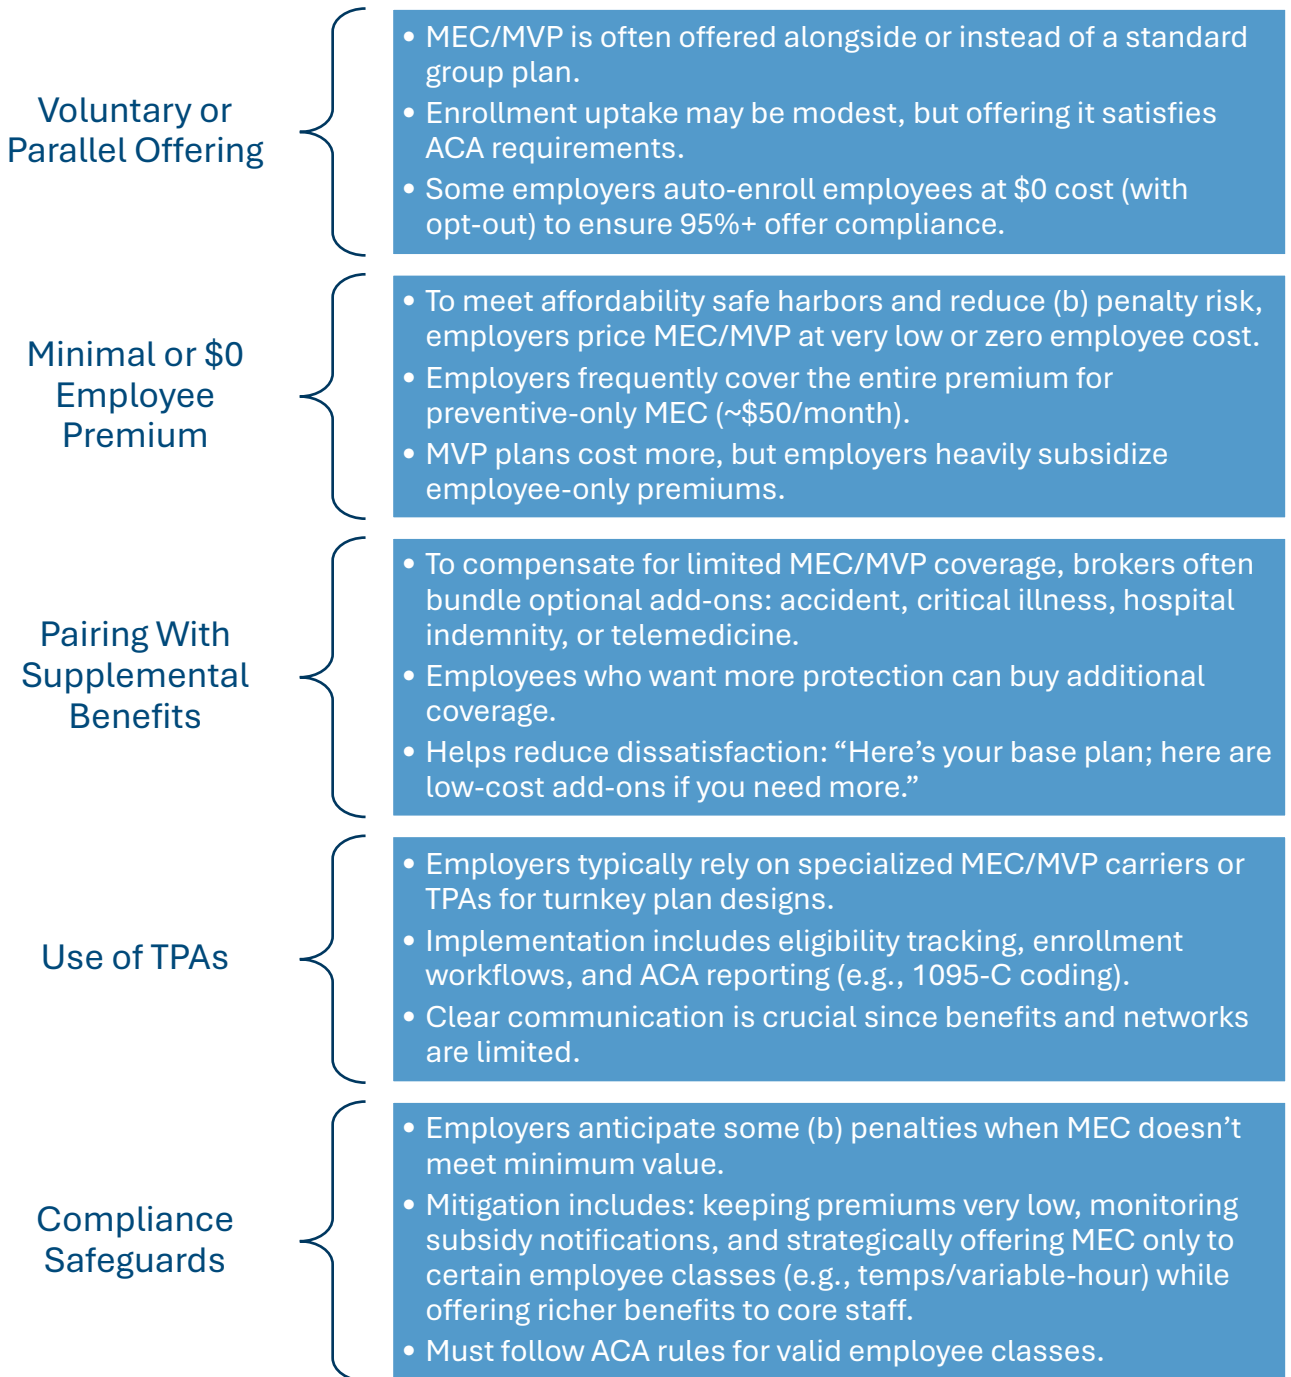 Voluntary or
Parallel Offering
• MEC/MVP is often offered alongside or instead of a standard
group plan.
• Enrollment uptake may be modest, but offering it satisfies
ACA requirements.
• Some employers auto-enroll employees at $0 cost (with
opt-out) to ensure 95%+ offer compliance.
Minimal or $0
Employee
Premium
• To meet affordability safe harbors and reduce (b) penalty risk,
employers price MEC/MVP at very low or zero employee cost.
• Employers frequently cover the entire premium for
preventive-only MEC (~$50/month).
• MVP plans cost more, but employers heavily subsidize
employee-only premiums.
Pairing With
Supplemental
Benefits
• To compensate for limited MEC/MVP coverage, brokers often
bundle optional add-ons: accident, critical illness, hospital
indemnity, or telemedicine.
• Employees who want more protection can buy additional
coverage.
• Helps reduce dissatisfaction: “Here’s your base plan; here are
low-cost add-ons if you need more.”
Use of TPAs
• Employers typically rely on specialized MEC/MVP carriers or
TPAs for turnkey plan designs.
• Implementation includes eligibility tracking, enrollment
workflows, and ACA reporting (e.g., 1095-C coding).
• Clear communication is crucial since benefits and networks
are limited.
Compliance
Safeguards
• Employers anticipate some (b) penalties when MEC doesn’t
meet minimum value.
• Mitigation includes: keeping premiums very low, monitoring
subsidy notifications, and strategically offering MEC only to
certain employee classes (e.g., temps/variable-hour) while
offering richer benefits to core staff.
• Must follow ACA rules for valid employee classes.